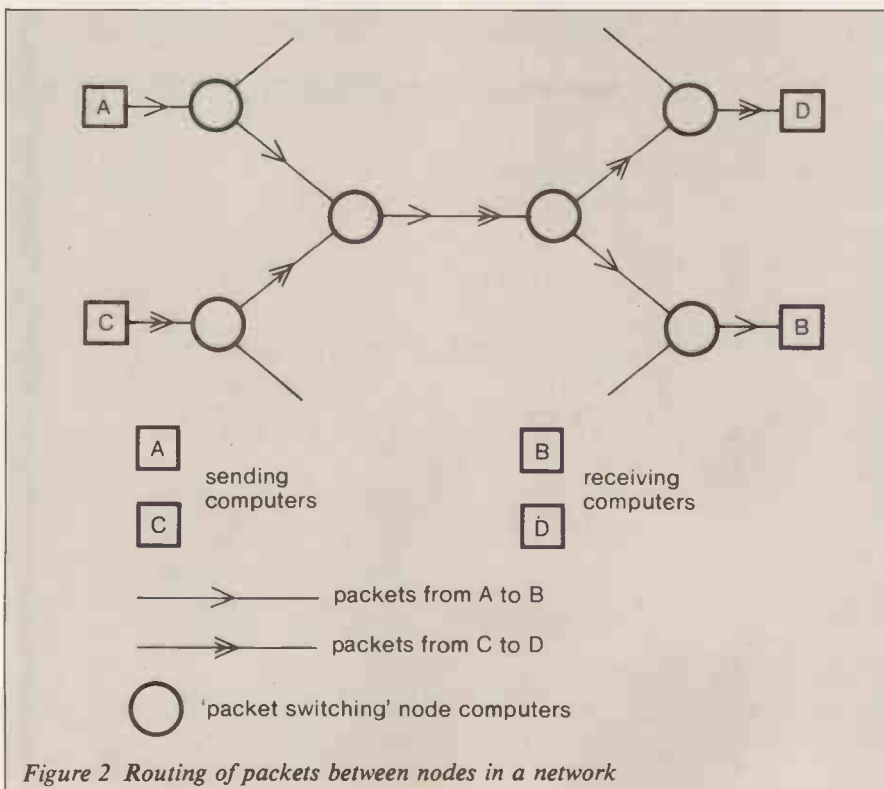 A
D
C
B
A
sending
computers
C
B
receiving
computers
D
packets from A to B
packets from C to D
'packet switching' node computers
Figure 2 Routing of packets between nodes in a network